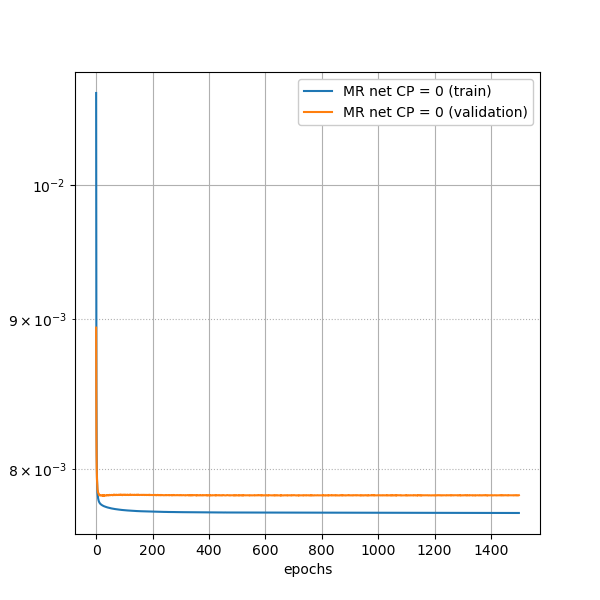 MR net CP = 0 (train)
MR net CP = 0 (validation)
10⁻²
9 × 10⁻³
8 × 10⁻³
0 200 400 600 800 1000 1200 1400
epochs